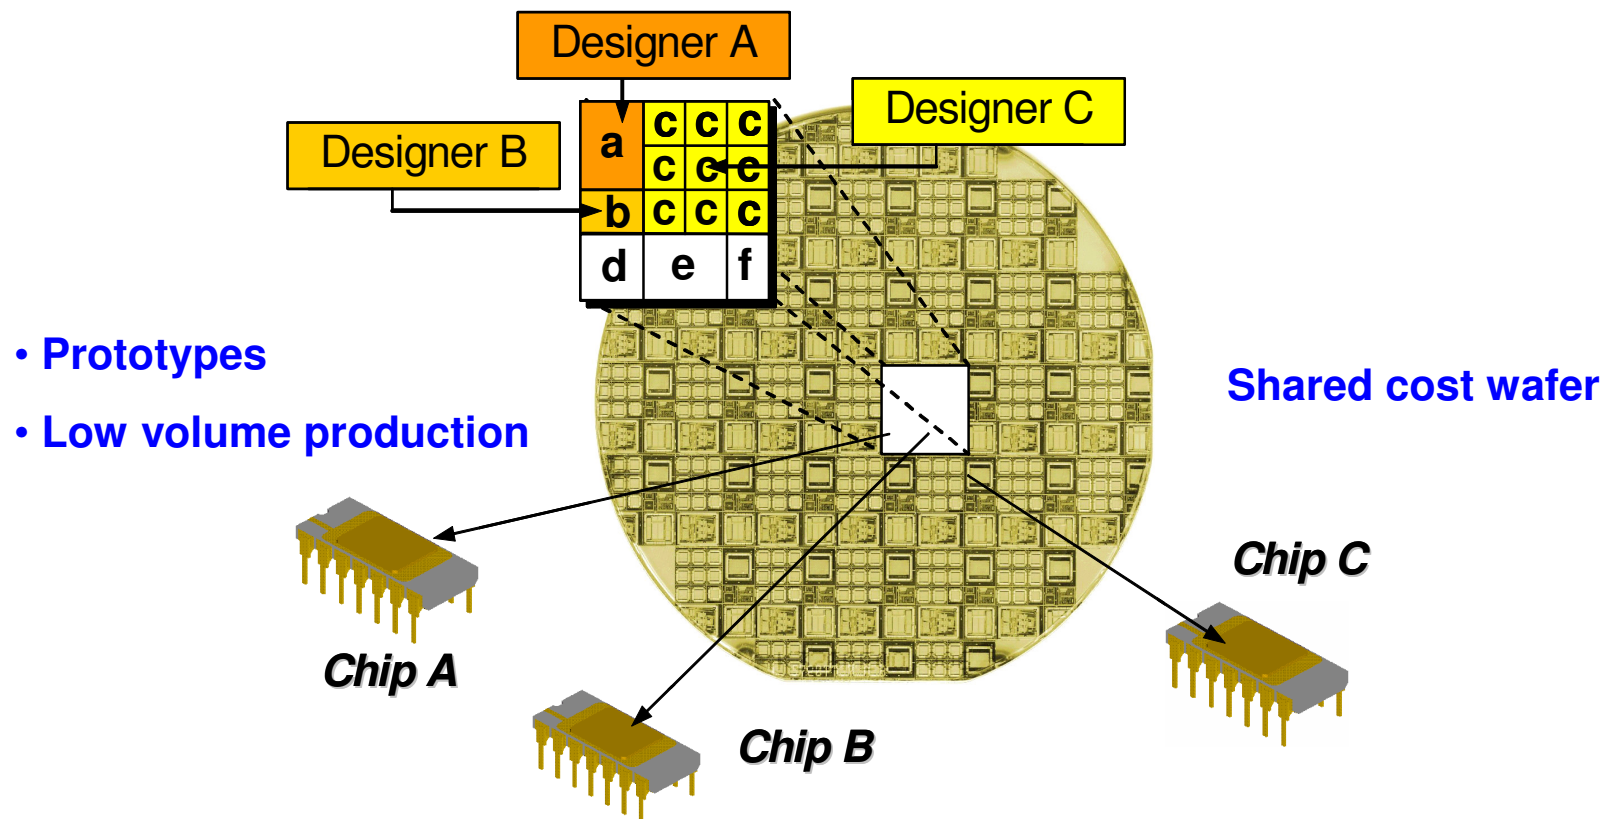 Designer A
Designer C
Designer B
a c c c
c c c
b c c c
d e f
• Prototypes
• Low volume production
Shared cost wafer
Chip A
Chip B
Chip C